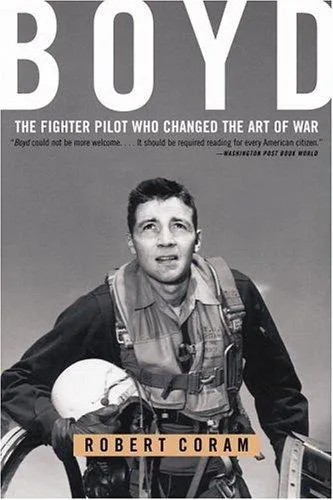 BOYD
THE FIGHTER PILOT WHO CHANGED THE ART OF WAR
"Boyd could not be more welcome. . . . It should be required reading for every American citizen."
—WASHINGTON POST BOOK WORLD
ROBERT CORAM